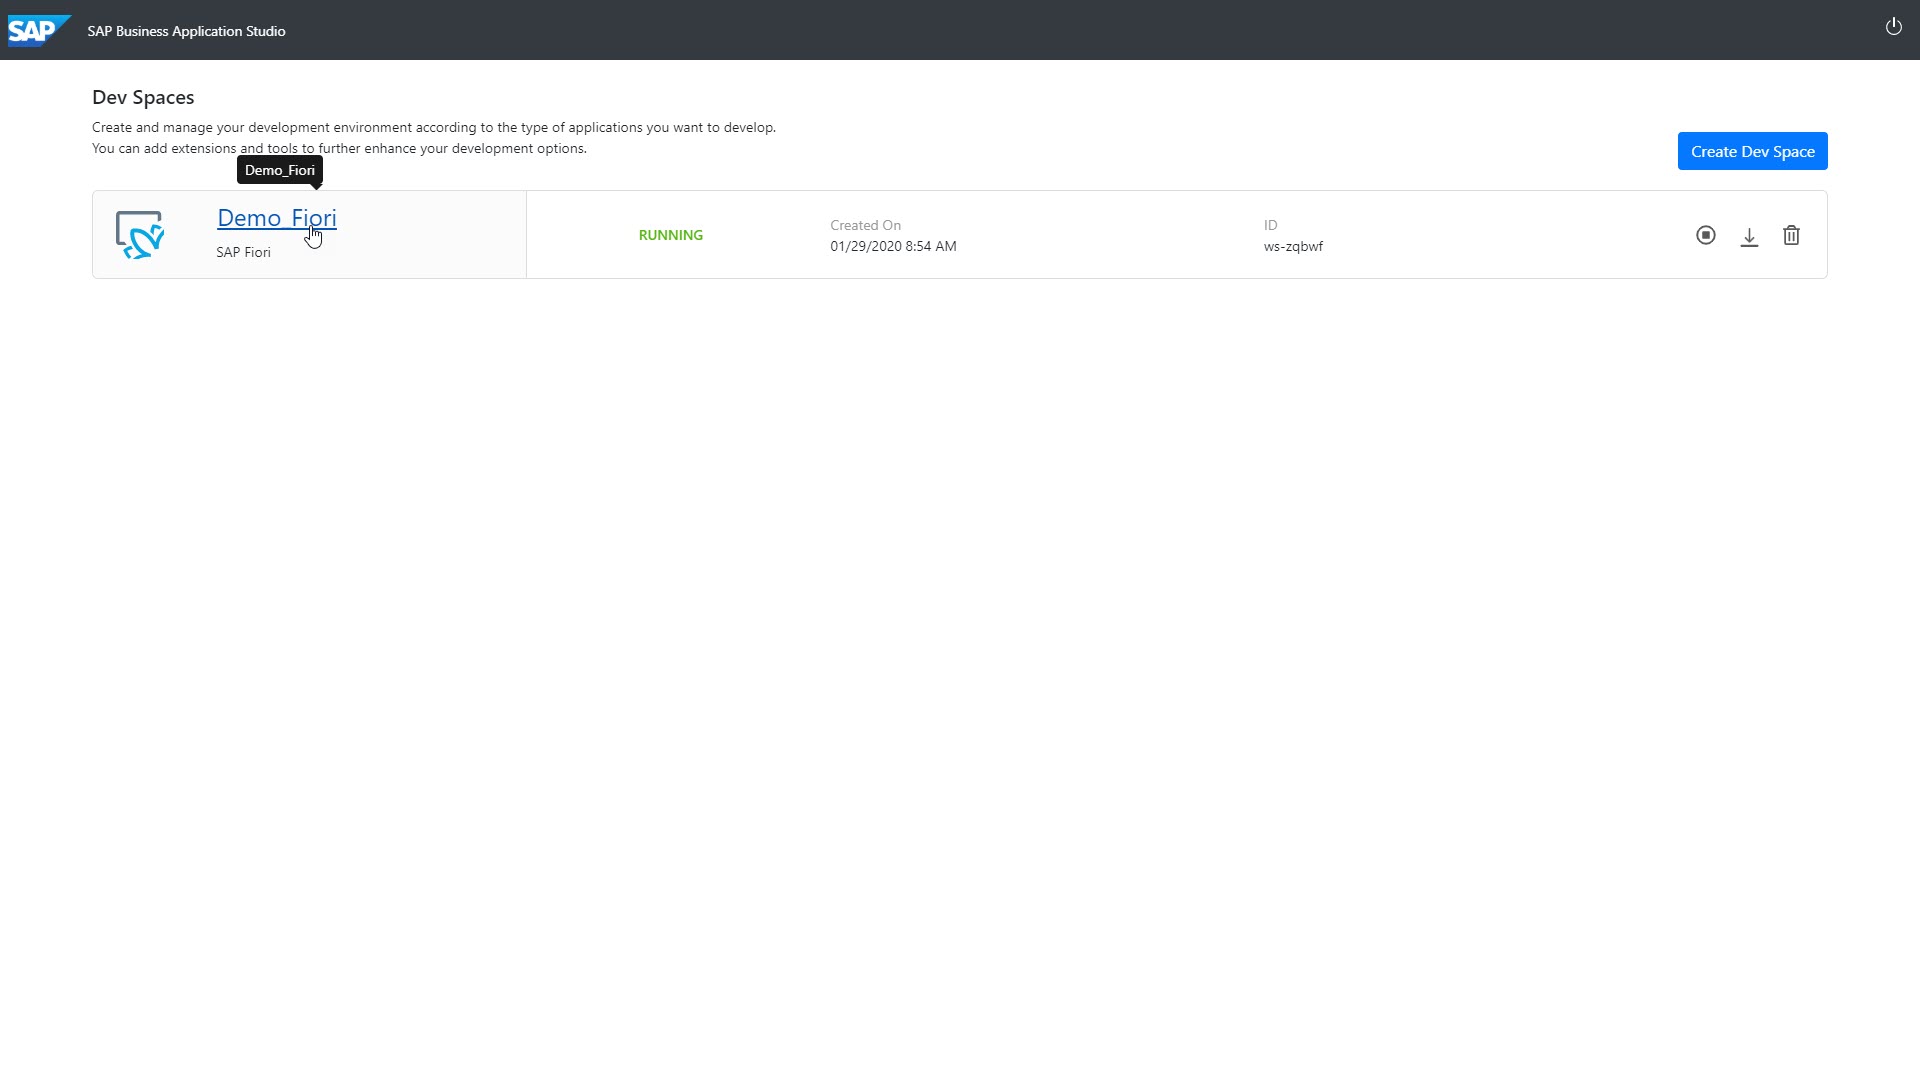 SAP
SAP Business Application Studio
Dev Spaces
Create and manage your development environment according to the type of applications you want to develop.
You can add extensions and tools to further enhance your development options.
Create Dev Space
Demo_Fiori
Demo_Fiori
SAP Fiori
RUNNING
Created On
01/29/2020 8:54 AM
ID
ws-zqbwf